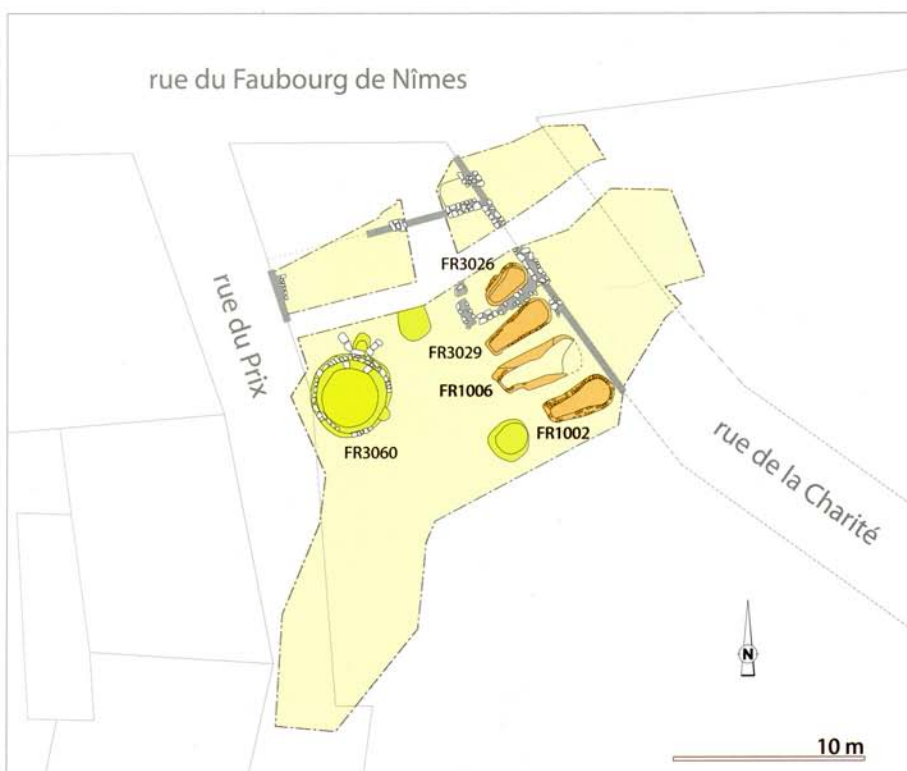 rue du Faubourg de Nîmes
rue du Prix
FR3026
FR3029
FR1006
FR1002
FR3060
rue de la Charité
N
10 m